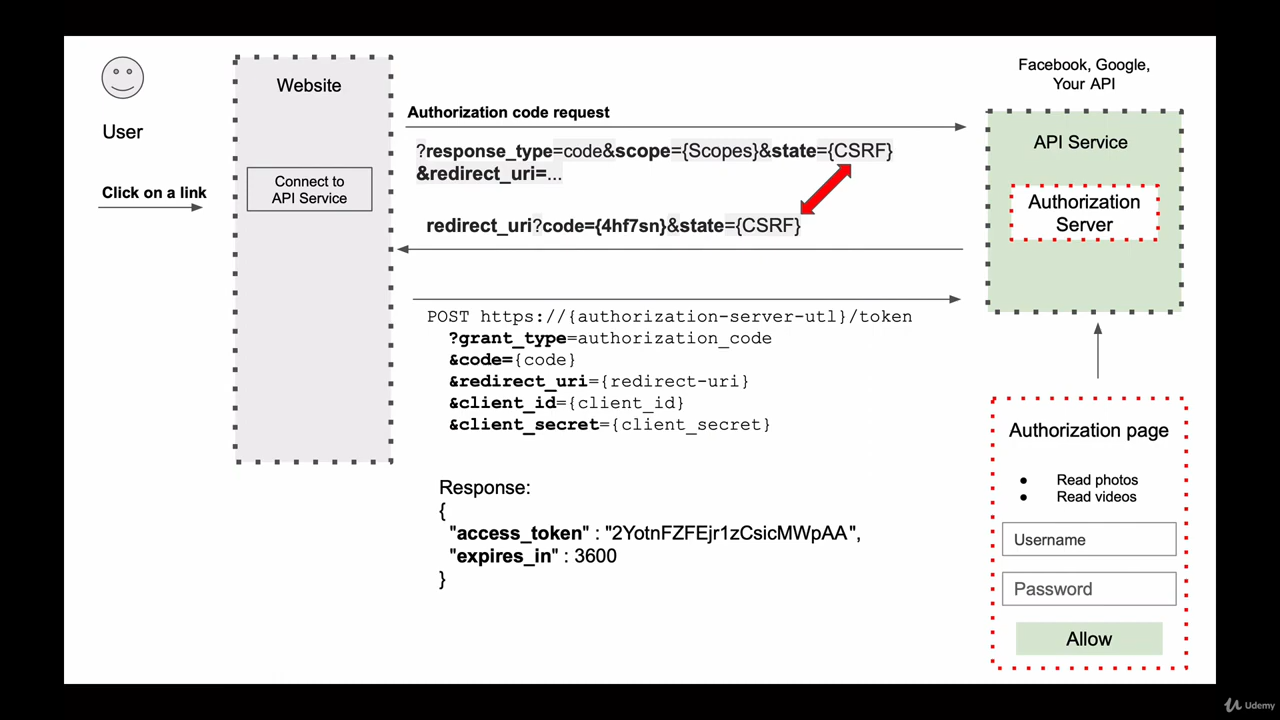 User
Click on a link
Website
Connect to
API Service
Authorization code request
?response_type=code&scope={Scopes}&state={CSRF}
&redirect_uri=...
redirect_uri?code={4hf7sn}&state={CSRF}
POST https://{authorization-server-utl}/token
?grant_type=authorization_code
&code={code}
&redirect_uri={redirect-uri}
&client_id={client_id}
&client_secret={client_secret}
Response:
{
"access_token" : "2YotnFZFEjr1zCsicMWpAA",
"expires_in" : 3600
}
Facebook, Google,
Your API
API Service
Authorization
Server
Authorization page
● Read photos
● Read videos
Username
Password
Allow
Udemy